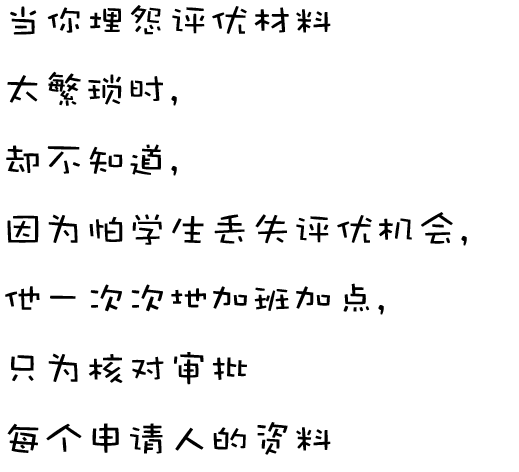 当你埋怨评优材料
太繁琐时，
却不知道，
因为怕学生丢失评优机会，
他一次次地加班加点，
只为核对审批
每个申请人的资料